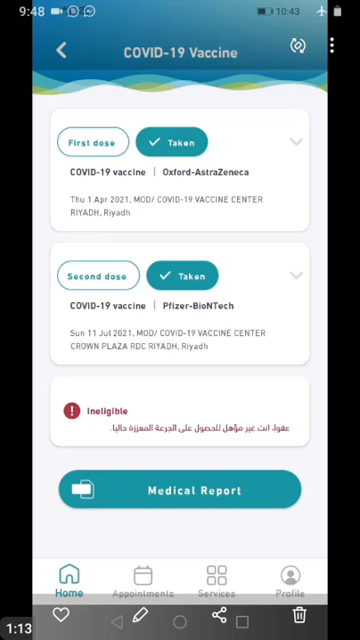 9:48
10:43
COVID-19 Vaccine
First dose
Taken
COVID-19 vaccine | Oxford-AstraZeneca
Thu 1 Apr 2021, MOD/ COVID-19 VACCINE CENTER
RIYADH, Riyadh
Second dose
Taken
COVID-19 vaccine | Pfizer-BioNTech
Sun 11 Jul 2021, MOD/ COVID-19 VACCINE CENTER
CROWN PLAZA RDC RIYADH, Riyadh
Ineligible
عفوا، انت غير مؤهل للحصول على الجرعة المعززة حاليا.
Medical Report
Home
Appointments
Services
Profile
1:13